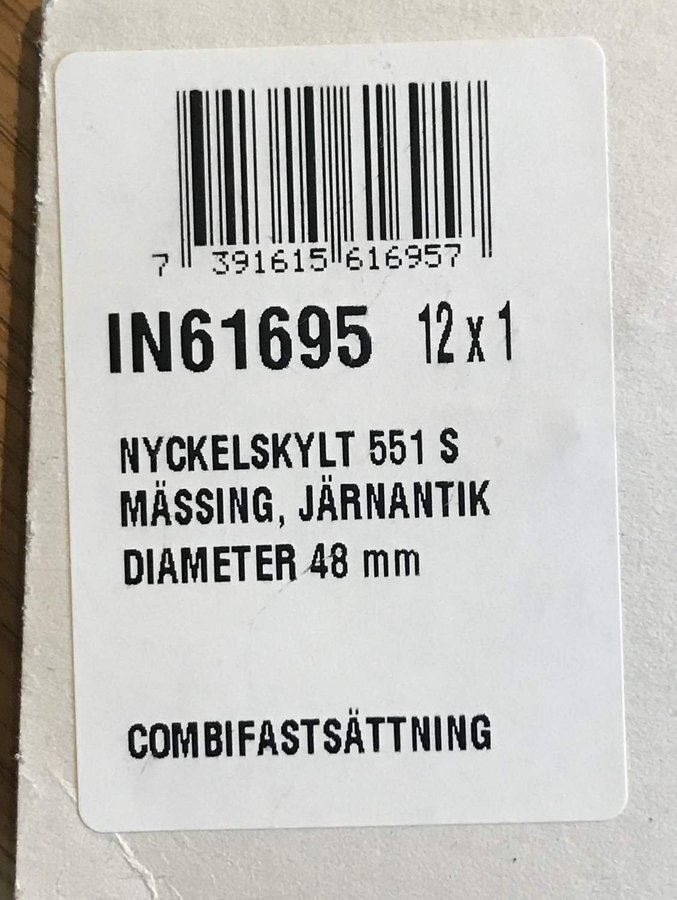 7 391615 616957
IN61695 12 x 1
NYCKELSKYLT 551 S
MÄSSING, JÄRNANTIK
DIAMETER 48 mm
COMBIFASTSÄTTNING